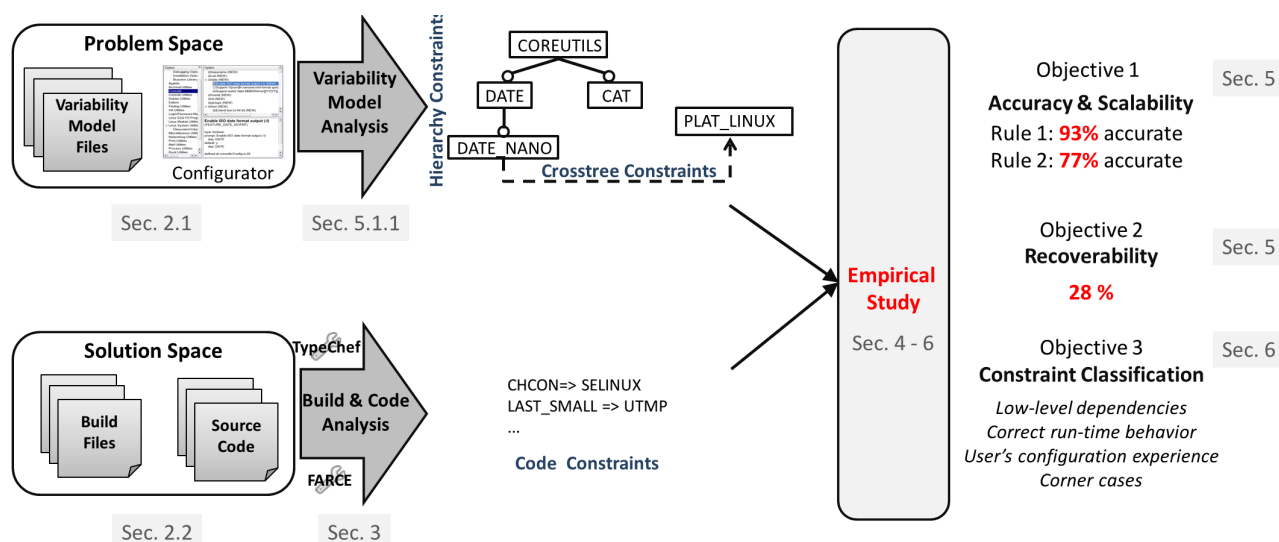 Problem Space
Variability
Model
Files
Configurator
Sec. 2.1
Variability
Model
Analysis
Sec. 5.1.1
Hierarchy Constraints
COREUTILS
DATE
CAT
DATE_NANO
PLAT_LINUX
Crosstree Constraints
Solution Space
Build
Files
Source
Code
Sec. 2.2
TypeChef
Build & Code
Analysis
FARCE
Sec. 3
CHCON=> SELINUX
LAST_SMALL => UTMP
...
Code Constraints
Empirical
Study
Sec. 4 - 6
Objective 1
Accuracy & Scalability
Rule 1: 93% accurate
Rule 2: 77% accurate
Sec. 5
Objective 2
Recoverability
28 %
Sec. 5
Objective 3
Constraint Classification
Low-level dependencies
Correct run-time behavior
User’s configuration experience
Corner cases
Sec. 6